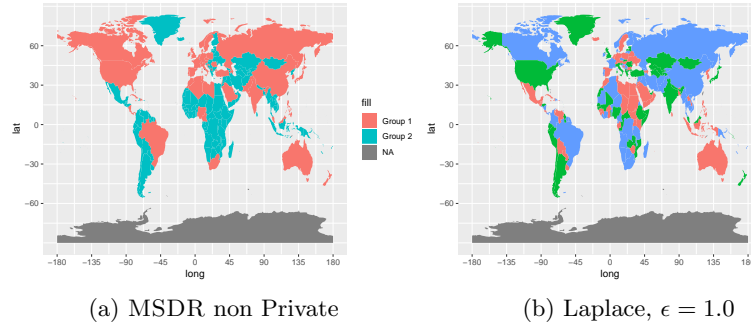 60
30
0
−30
−60
lat
−180
−135
−90
−45
0
45
90
135
180
long
fill
Group 1
Group 2
NA
60
30
0
−30
−60
lat
−180
−135
−90
−45
0
45
90
135
180
long
(a) MSDR non Private
(b) Laplace, ϵ = 1.0